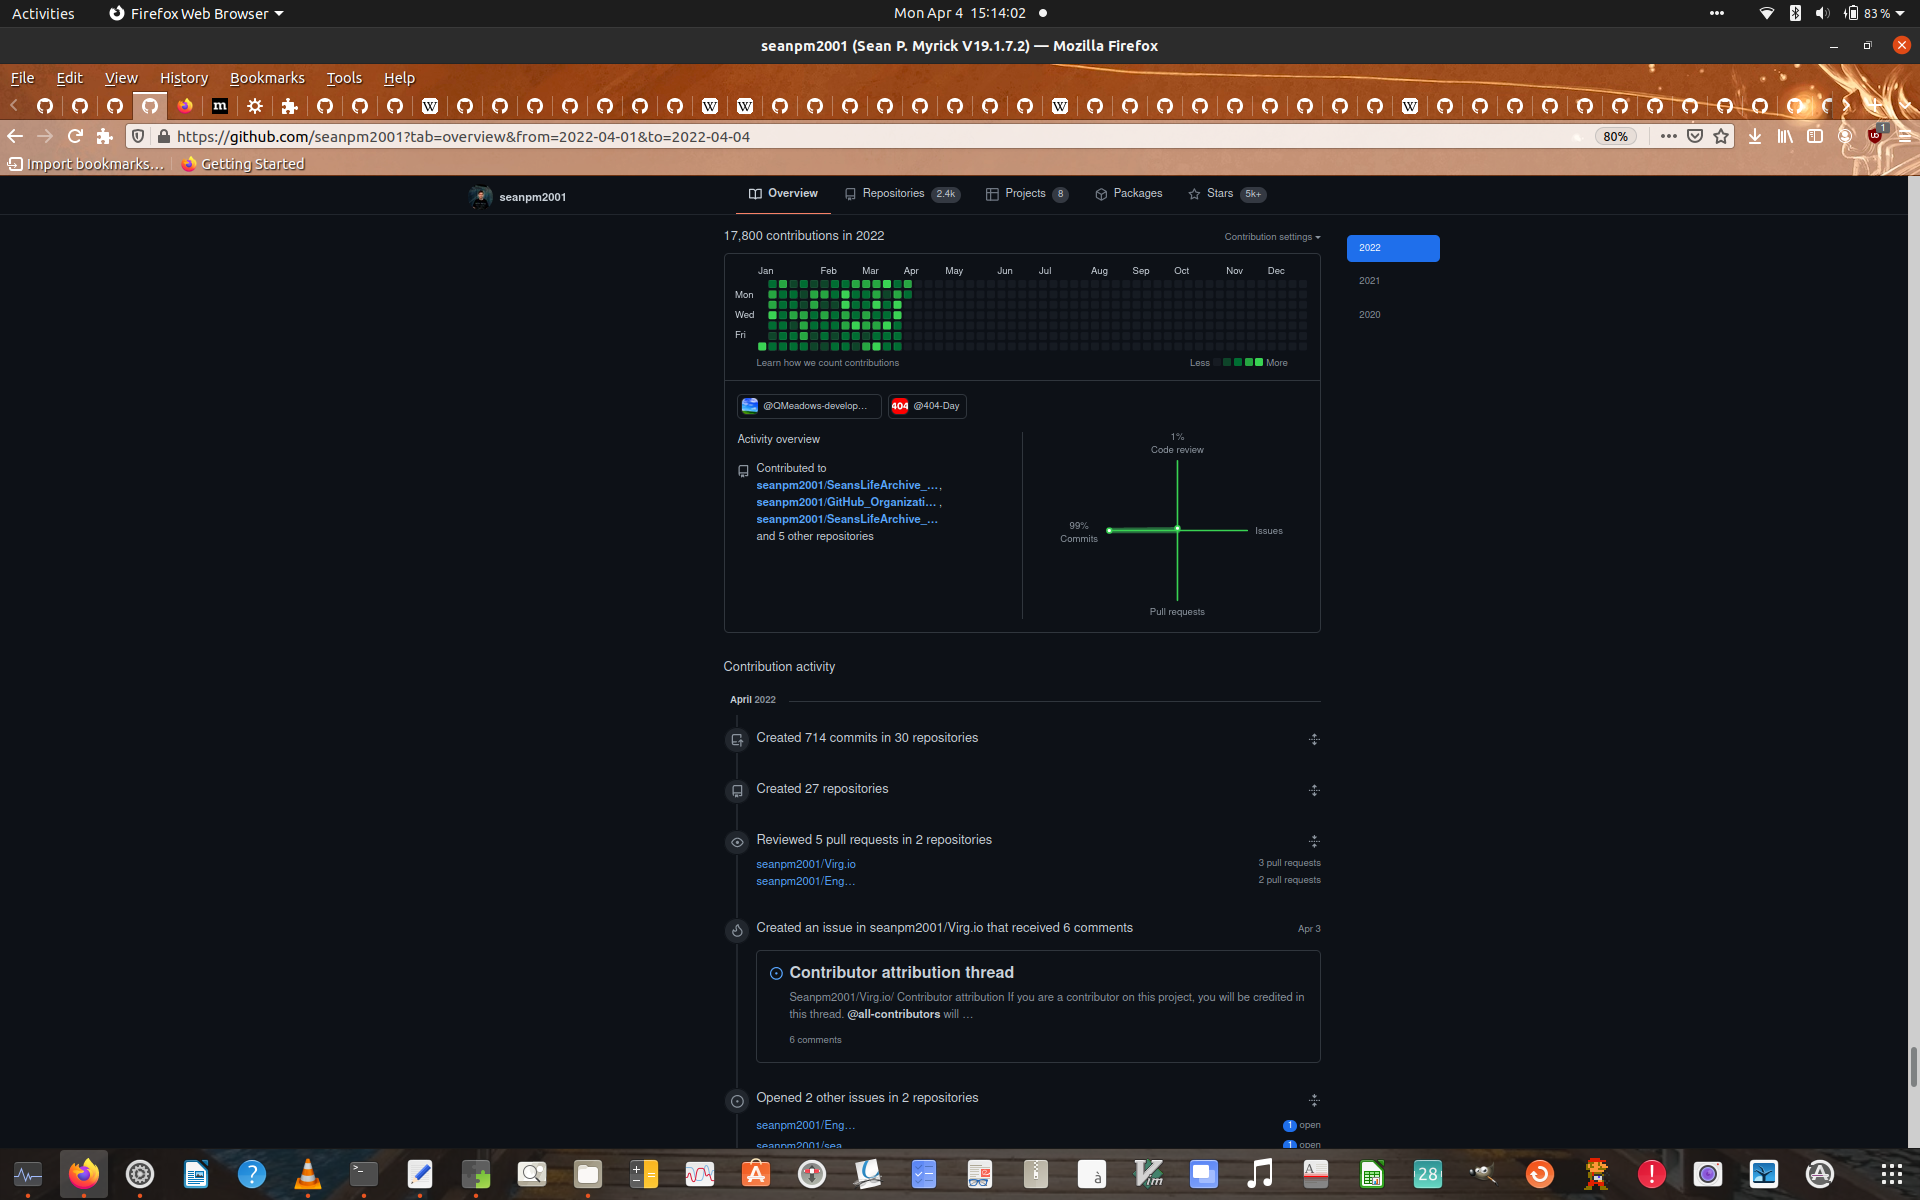 Activities
Firefox Web Browser
Mon Apr 4 15:14:02
83 %
seanpm2001 (Sean P. Myrick V19.1.7.2) — Mozilla Firefox
File Edit View History Bookmarks Tools Help
https://github.com/seanpm2001?tab=overview&from=2022-04-01&to=2022-04-04
80%
1
Import bookmarks...
Getting Started
seanpm2001
Overview
Repositories 2.4k
Projects 8
Packages
Stars 5k+
17,800 contributions in 2022
Contribution settings
2022
2021
2020
Jan Feb Mar Apr May Jun Jul Aug Sep Oct Nov Dec
Mon
Wed
Fri
Learn how we count contributions
Less
More
@QMeadows-develop...
404 @404-Day
Activity overview
Contributed to
seanpm2001/SeansLifeArchive_...,
seanpm2001/GitHub_Organizati... ,
seanpm2001/SeansLifeArchive_...
and 5 other repositories
1%
Code review
99%
Commits
Issues
Pull requests
Contribution activity
April 2022
Created 714 commits in 30 repositories
Created 27 repositories
Reviewed 5 pull requests in 2 repositories
seanpm2001/Virg.io
3 pull requests
seanpm2001/Eng...
2 pull requests
Created an issue in seanpm2001/Virg.io that received 6 comments
Apr 3
Contributor attribution thread
Seanpm2001/Virg.io/ Contributor attribution If you are a contributor on this project, you will be credited in
this thread. @all-contributors will ...
6 comments
Opened 2 other issues in 2 repositories
seanpm2001/Eng...
1 open
seanpm2001/sea
1 open
28